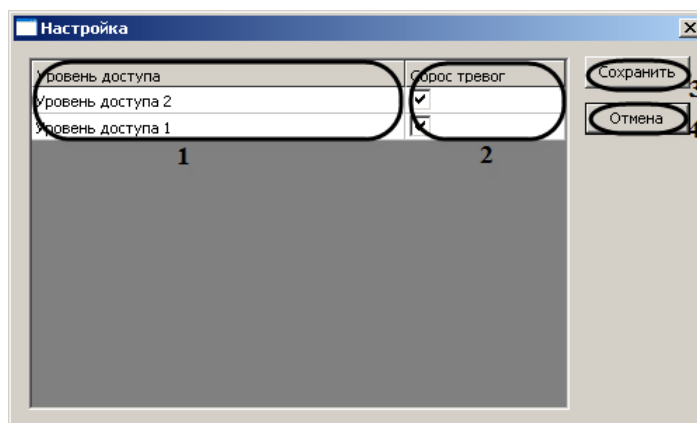 Настройка
Уровень доступа
Сброс тревог
Сохранить
3
Уровень доступа 2
Отмена
4
Уровень доступа 1
1
2